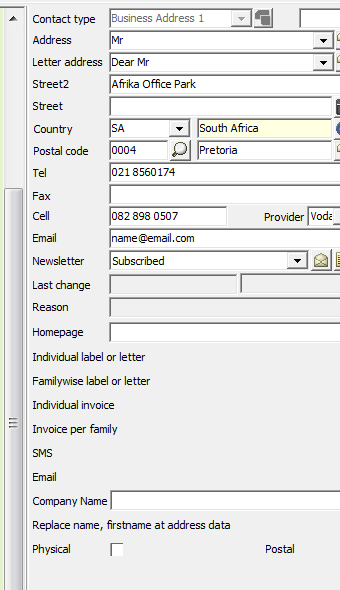 Contact type Business Address 1
Address Mr
Letter address Dear Mr
Street2 Afrika Office Park
Street
Country SA South Africa
Postal code 0004 Pretoria
Tel 021 8560174
Fax
Cell 082 898 0507 Provider Voda
Email name@email.com
Newsletter Subscribed
Last change
Reason
Homepage
Individual label or letter
Familywise label or letter
Individual invoice
Invoice per family
SMS
Email
Company Name
Replace name, firstname at address data
Physical Postal